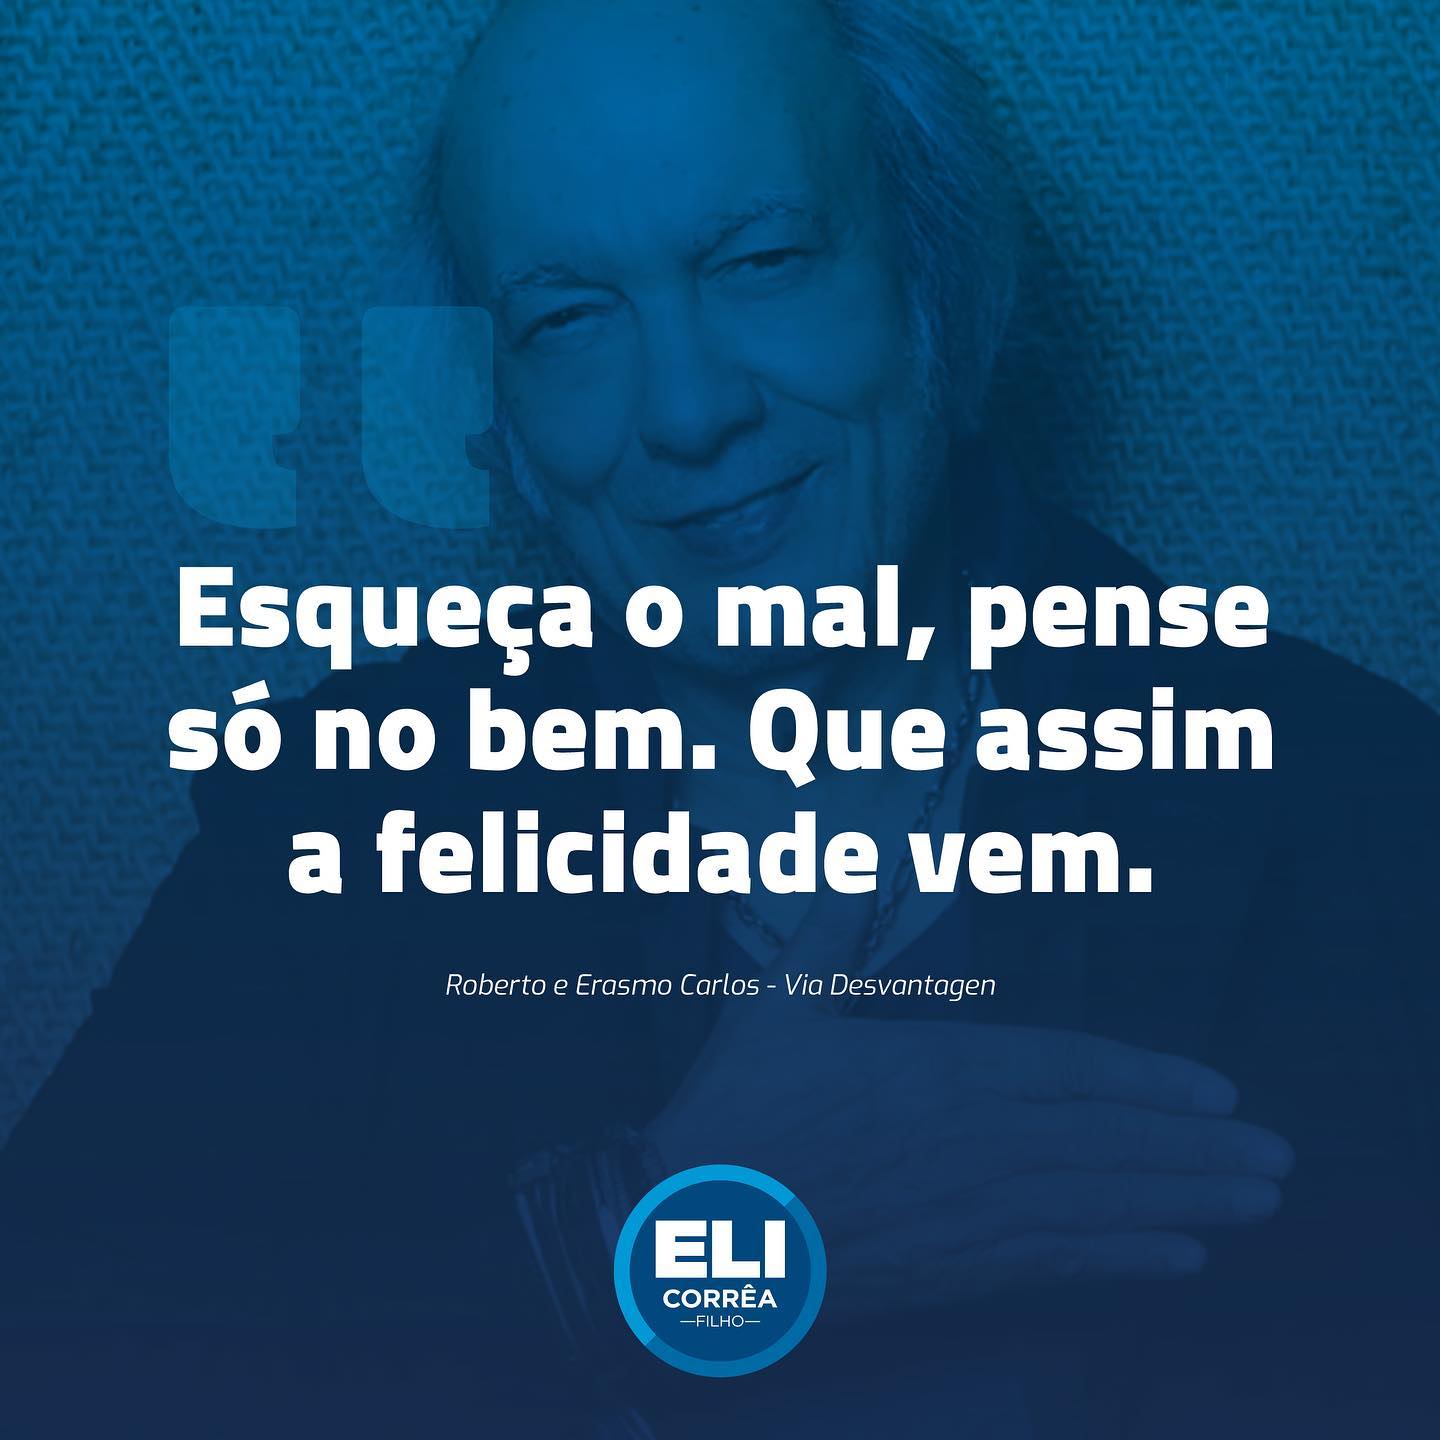 Esqueça o mal, pense
só no bem. Que assim
a felicidade vem.
Roberto e Erasmo Carlos - Via Desvantagen
ELI
CORRÊA
—FILHO—